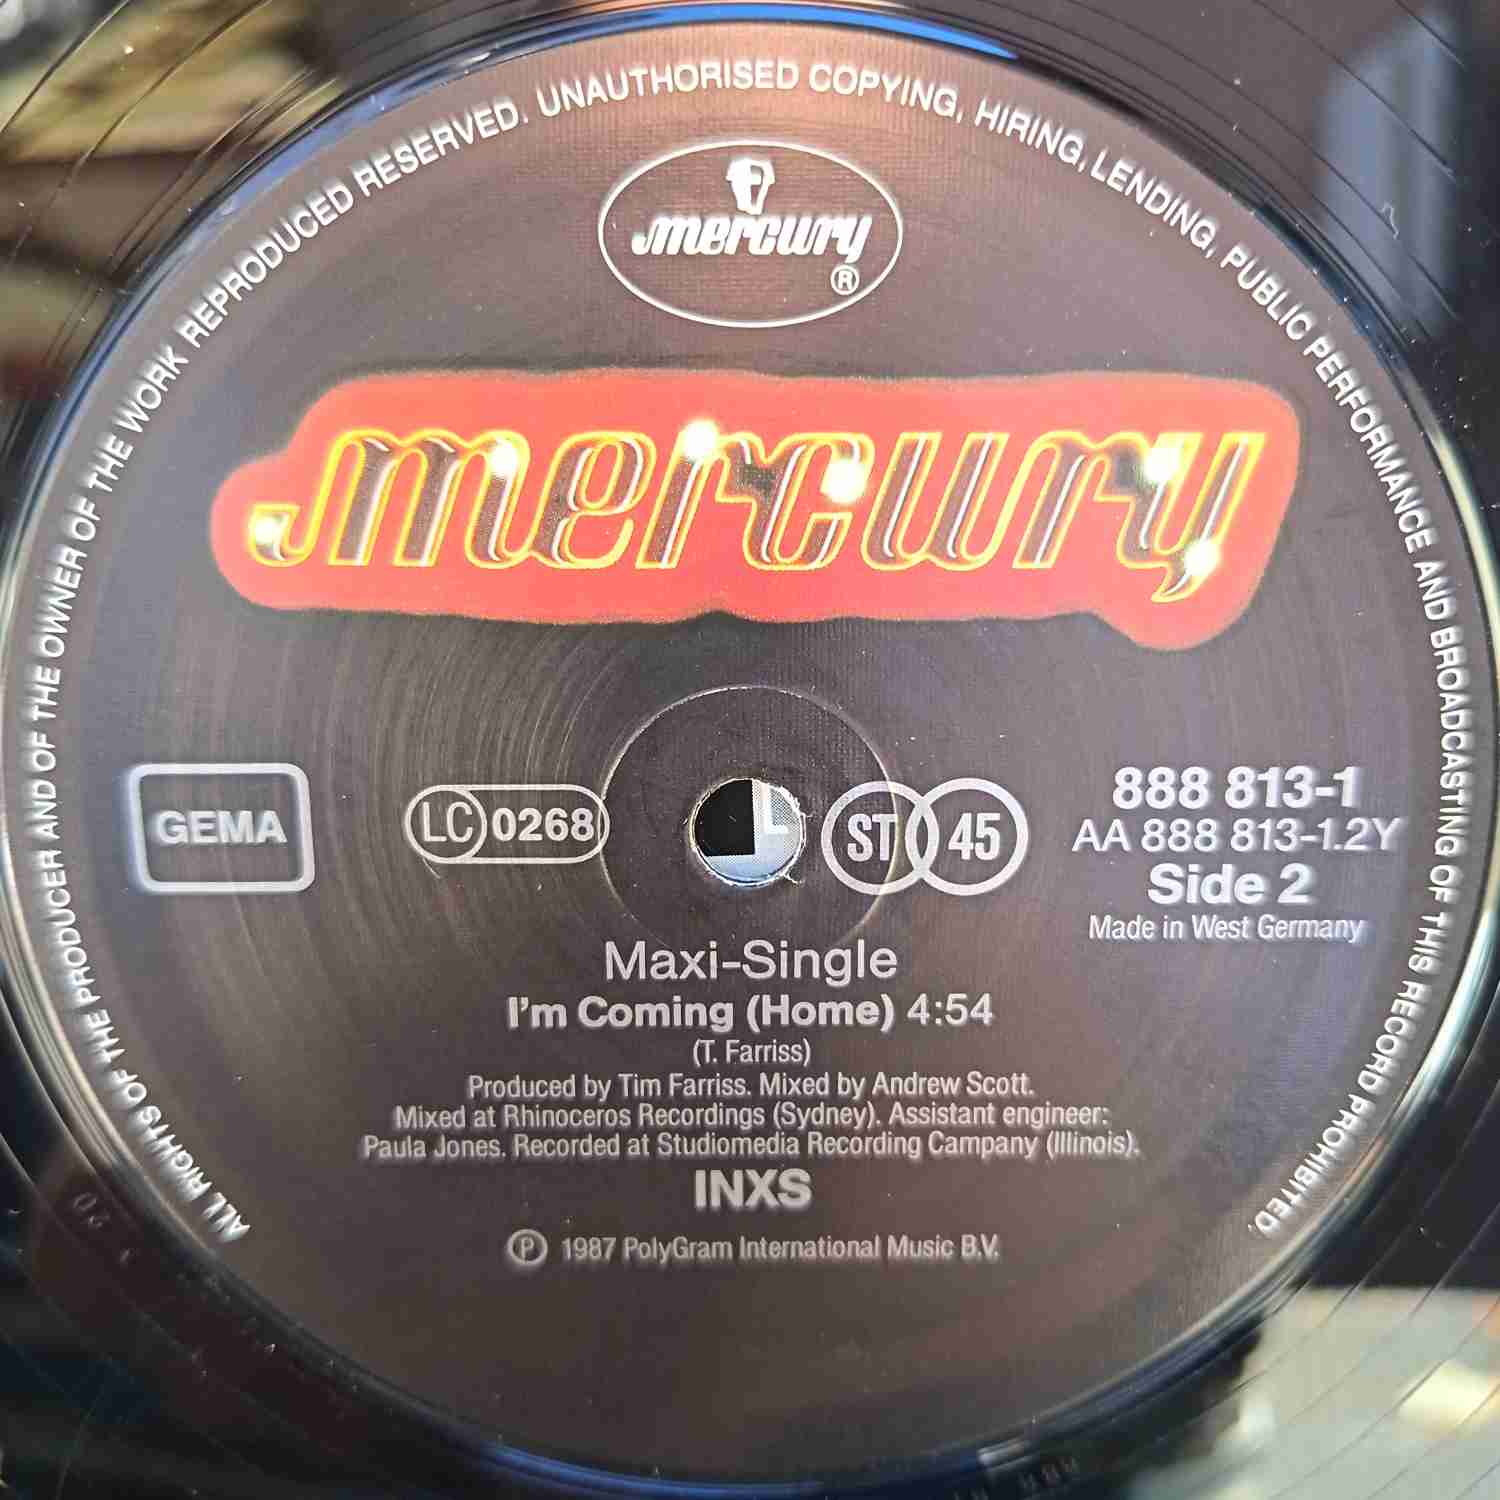 ALL RIGHTS OF THE PRODUCER AND OF THE OWNER OF THE WORK REPRODUCED RESERVED. UNAUTHORISED COPYING, HIRING, LENDING, PUBLIC PERFORMANCE AND BROADCASTING OF THIS RECORD PROHIBITED.
mercury
®
mercury
GEMA
LC 0268
ST 45
888 813-1
AA 888 813-1.2Y
Side 2
Made in West Germany
Maxi-Single
I'm Coming (Home) 4:54
(T. Farriss)
Produced by Tim Farriss. Mixed by Andrew Scott.
Mixed at Rhinoceros Recordings (Sydney). Assistant engineer:
Paula Jones. Recorded at Studiomedia Recording Campany (Illinois).
INXS
℗ 1987 PolyGram International Music B.V.